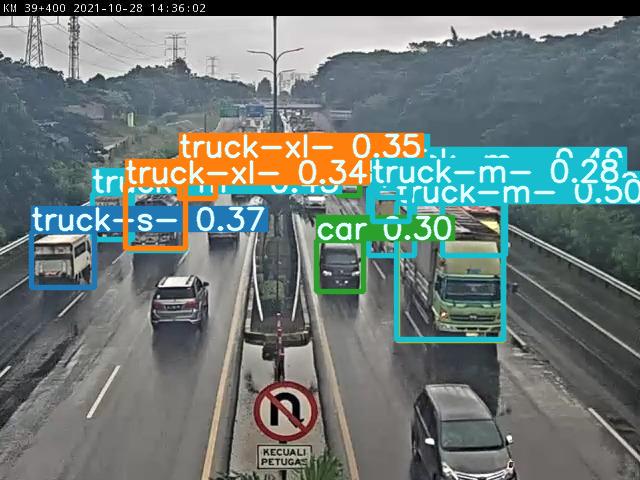 KM 39+400 2021-10-28 14:36:02
truck-xl- 0.35
truck-xl- 0.34
truck-m- 0.28
truck-m- 0.50
truck-s- 0.37
car 0.30
KECUALI
PETUGAS